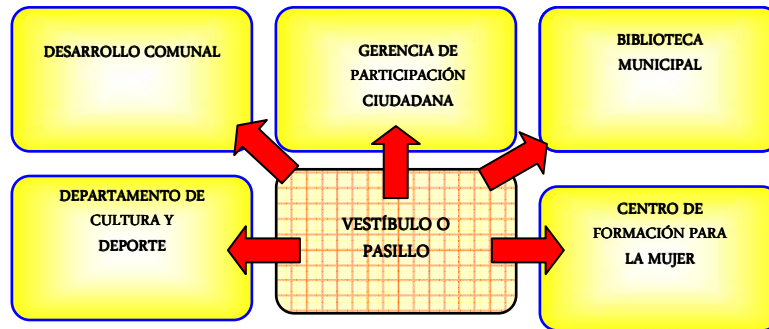 DESARROLLO COMUNAL
GERENCIA DE
PARTICIPACIÓN
CIUDADANA
BIBLIOTECA
MUNICIPAL
DEPARTAMENTO DE
CULTURA Y
DEPORTE
VESTÍBULO O
PASILLO
CENTRO DE
FORMACIÓN PARA
LA MUJER